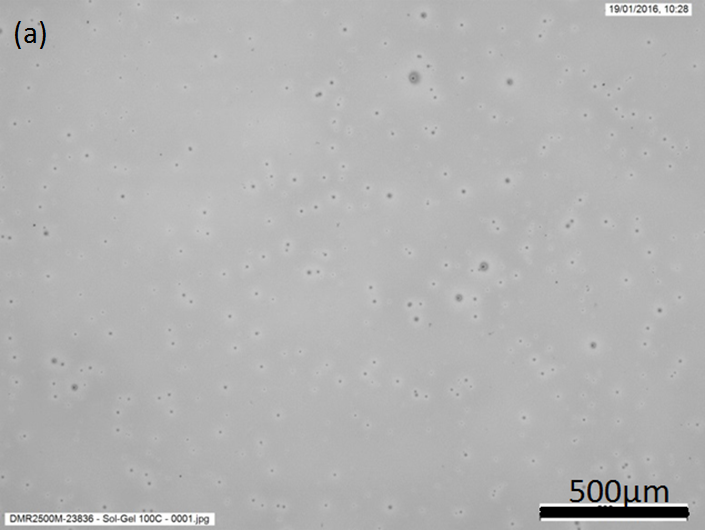 19/01/2016, 10:28
(a)
500μm
DMR2500M-23836 - Sol-Gel 100C - 0001.jpg